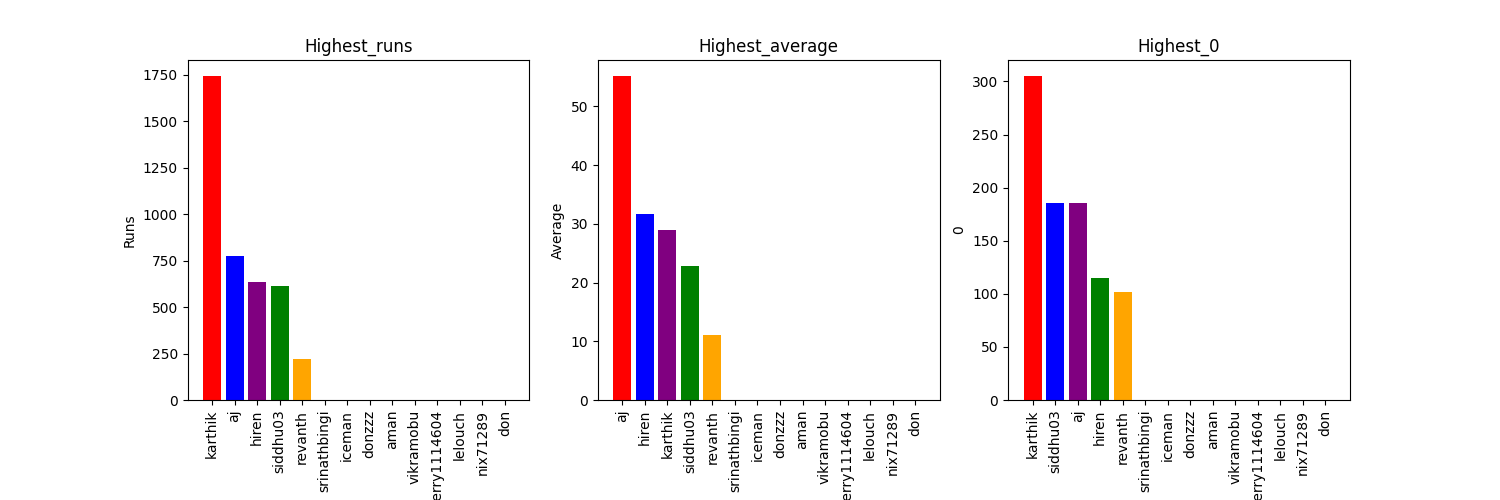 Highest_runs
Runs
1750
1500
1250
1000
750
500
250
0
karthik
aj
hiren
siddhu03
revanth
srinathbingi
iceman
donzzz
aman
vikramobu
erry1114604
lelouch
nix71289
don
Highest_average
Average
50
40
30
20
10
0
aj
hiren
karthik
siddhu03
revanth
srinathbingi
iceman
donzzz
aman
vikramobu
erry1114604
lelouch
nix71289
don
Highest_0
0
300
250
200
150
100
50
0
karthik
siddhu03
aj
hiren
revanth
srinathbingi
iceman
donzzz
aman
vikramobu
erry1114604
lelouch
nix71289
don